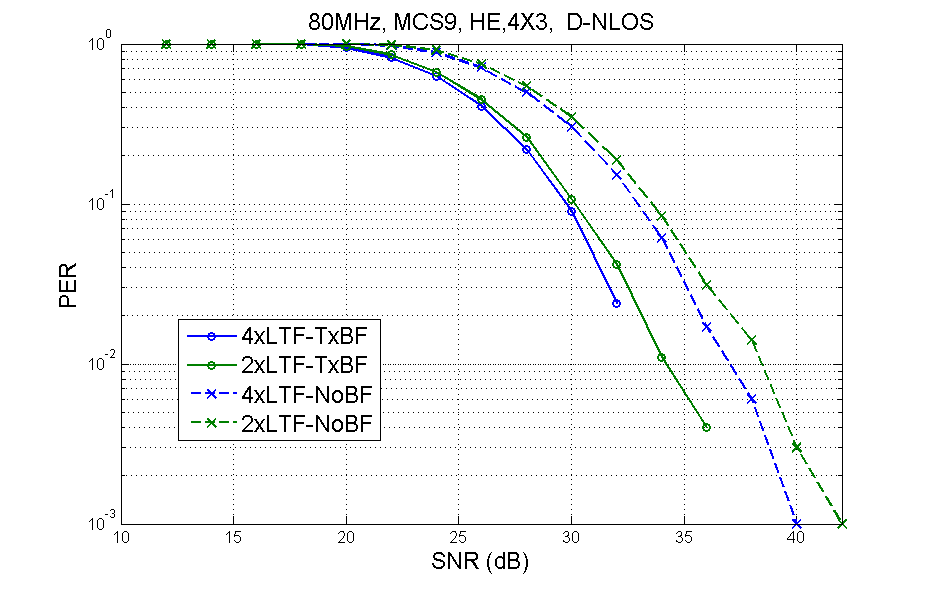 80MHz, MCS9, HE,4X3, D-NLOS
10^0
10^-1
10^-2
10^-3
PER
4xLTF-TxBF
2xLTF-TxBF
4xLTF-NoBF
2xLTF-NoBF
10 15 20 25 30 35 40
SNR (dB)